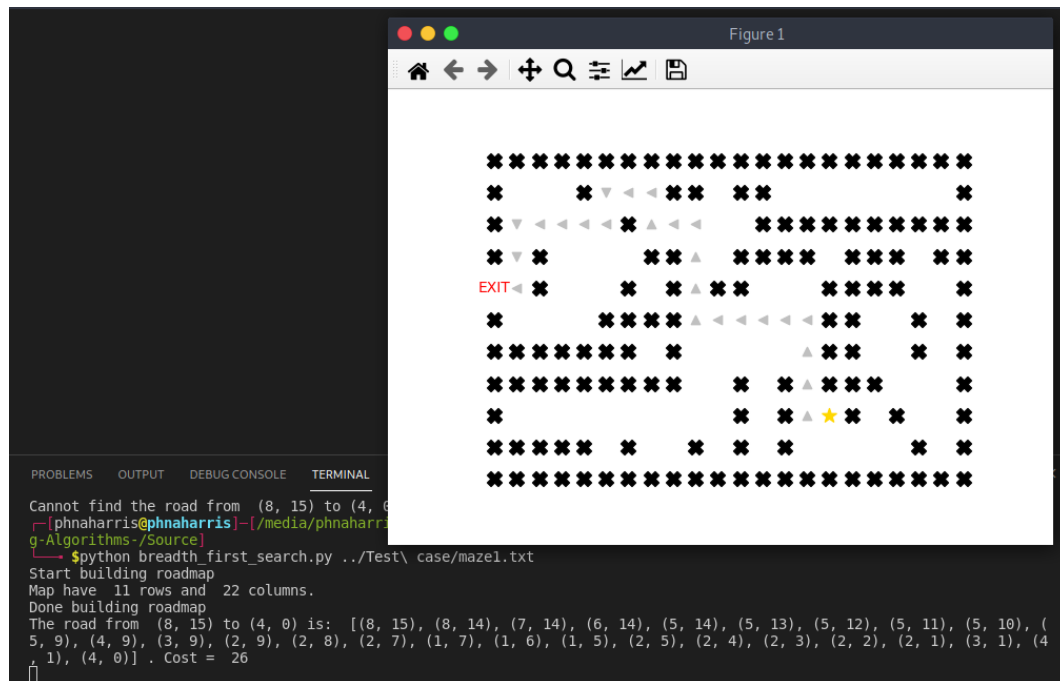 Figure 1
EXIT
PROBLEMS OUTPUT DEBUG CONSOLE TERMINAL
Cannot find the road from (8, 15) to (4, 0
┌─[phnaharris@phnaharris]─[/media/phnaharri
g-Algorithms-/Source]
└──╼ $python breadth_first_search.py ../Test\ case/maze1.txt
Start building roadmap
Map have 11 rows and 22 columns.
Done building roadmap
The road from (8, 15) to (4, 0) is: [(8, 15), (8, 14), (7, 14), (6, 14), (5, 14), (5, 13), (5, 12), (5, 11), (5, 10), (
5, 9), (4, 9), (3, 9), (2, 9), (2, 8), (2, 7), (1, 7), (1, 6), (1, 5), (2, 5), (2, 4), (2, 3), (2, 2), (2, 1), (3, 1), (4
, 1), (4, 0)] . Cost = 26